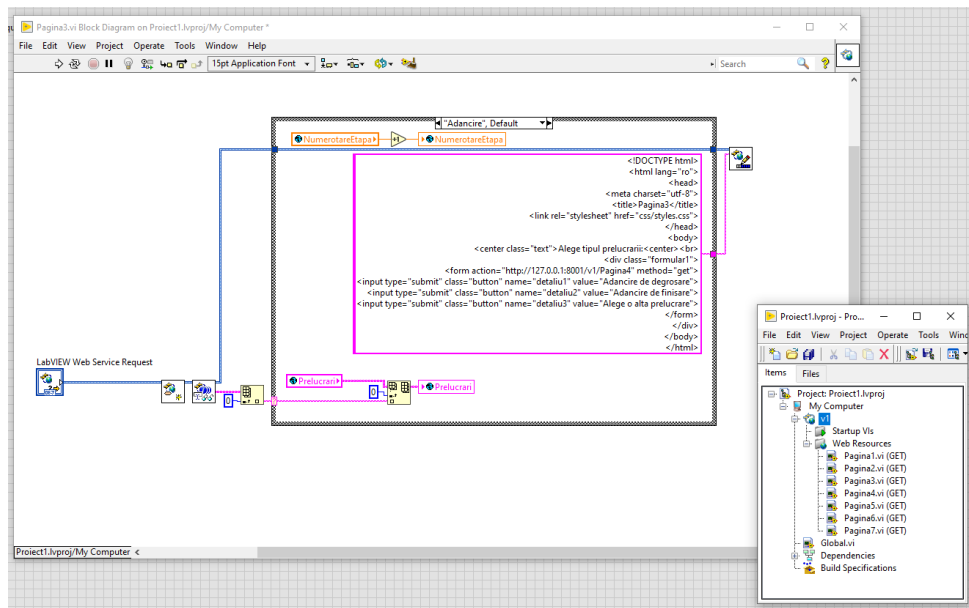 Pagina3.vi Block Diagram on Proiect1.lvproj/My Computer *
File Edit View Project Operate Tools Window Help
15pt Application Font
Search
"Adancire", Default
NumerotareEtapa
+1
NumerotareEtapa
<!DOCTYPE html>
<html lang="ro">
<head>
<meta charset="utf-8">
<title>Pagina3</title>
<link rel="stylesheet" href="css/styles.css">
</head>
<body>
<center class="text">Alege tipul prelucrarii:<center><br>
<div class="formular1">
<form action="http://127.0.0.1:8001/v1/Pagina4" method="get">
<input type="submit" class="button" name="detaliu1" value="Adancire de degrosare">
<input type="submit" class="button" name="detaliu2" value="Adancire de finisare">
<input type="submit" class="button" name="detaliu3" value="Alege o alta prelucrare">
</form>
</div>
</body>
</html>
LabVIEW Web Service Request
0
Prelucrari
0
Prelucrari
Proiect1.lvproj/My Computer
Proiect1.lvproj - Pro...
File Edit View Project Operate Tools Wind
Items Files
Project: Proiect1.lvproj
My Computer
v1
Startup VIs
Web Resources
Pagina1.vi (GET)
Pagina2.vi (GET)
Pagina3.vi (GET)
Pagina4.vi (GET)
Pagina5.vi (GET)
Pagina6.vi (GET)
Pagina7.vi (GET)
Global.vi
Dependencies
Build Specifications